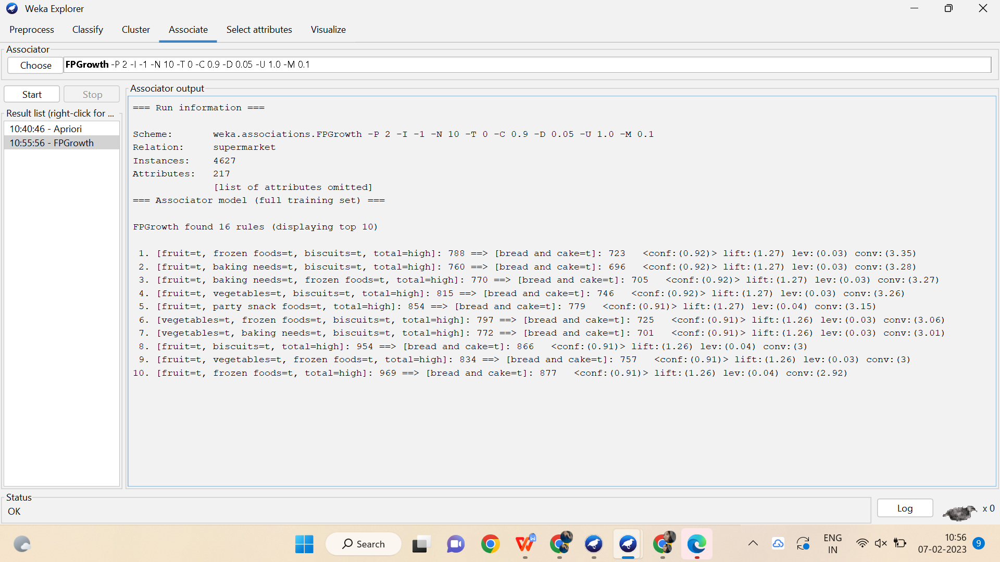 Weka Explorer
Preprocess Classify Cluster Associate Select attributes Visualize
Associator
Choose FPGrowth -P 2 -I -1 -N 10 -T 0 -C 0.9 -D 0.05 -U 1.0 -M 0.1
Start Stop
Result list (right-click for ...
10:40:46 - Apriori
10:55:56 - FPGrowth
Associator output
=== Run information ===
Scheme: weka.associations.FPGrowth -P 2 -I -1 -N 10 -T 0 -C 0.9 -D 0.05 -U 1.0 -M 0.1
Relation: supermarket
Instances: 4627
Attributes: 217
[list of attributes omitted]
=== Associator model (full training set) ===
FPGrowth found 16 rules (displaying top 10)
1. [fruit=t, frozen foods=t, biscuits=t, total=high]: 788 ==> [bread and cake=t]: 723 <conf:(0.92)> lift:(1.27) lev:(0.03) conv:(3.35)
2. [fruit=t, baking needs=t, biscuits=t, total=high]: 760 ==> [bread and cake=t]: 696 <conf:(0.92)> lift:(1.27) lev:(0.03) conv:(3.28)
3. [fruit=t, baking needs=t, frozen foods=t, total=high]: 770 ==> [bread and cake=t]: 705 <conf:(0.92)> lift:(1.27) lev:(0.03) conv:(3.27)
4. [fruit=t, vegetables=t, biscuits=t, total=high]: 815 ==> [bread and cake=t]: 746 <conf:(0.92)> lift:(1.27) lev:(0.03) conv:(3.26)
5. [fruit=t, party snack foods=t, total=high]: 854 ==> [bread and cake=t]: 779 <conf:(0.91)> lift:(1.27) lev:(0.04) conv:(3.15)
6. [vegetables=t, frozen foods=t, biscuits=t, total=high]: 797 ==> [bread and cake=t]: 725 <conf:(0.91)> lift:(1.26) lev:(0.03) conv:(3.06)
7. [vegetables=t, baking needs=t, biscuits=t, total=high]: 772 ==> [bread and cake=t]: 701 <conf:(0.91)> lift:(1.26) lev:(0.03) conv:(3.01)
8. [fruit=t, biscuits=t, total=high]: 954 ==> [bread and cake=t]: 866 <conf:(0.91)> lift:(1.26) lev:(0.04) conv:(3)
9. [fruit=t, vegetables=t, frozen foods=t, total=high]: 834 ==> [bread and cake=t]: 757 <conf:(0.91)> lift:(1.26) lev:(0.03) conv:(3)
10. [fruit=t, frozen foods=t, total=high]: 969 ==> [bread and cake=t]: 877 <conf:(0.91)> lift:(1.26) lev:(0.04) conv:(2.92)
Status
OK
Log x 0
Search
ENG
IN
10:56
07-02-2023
9